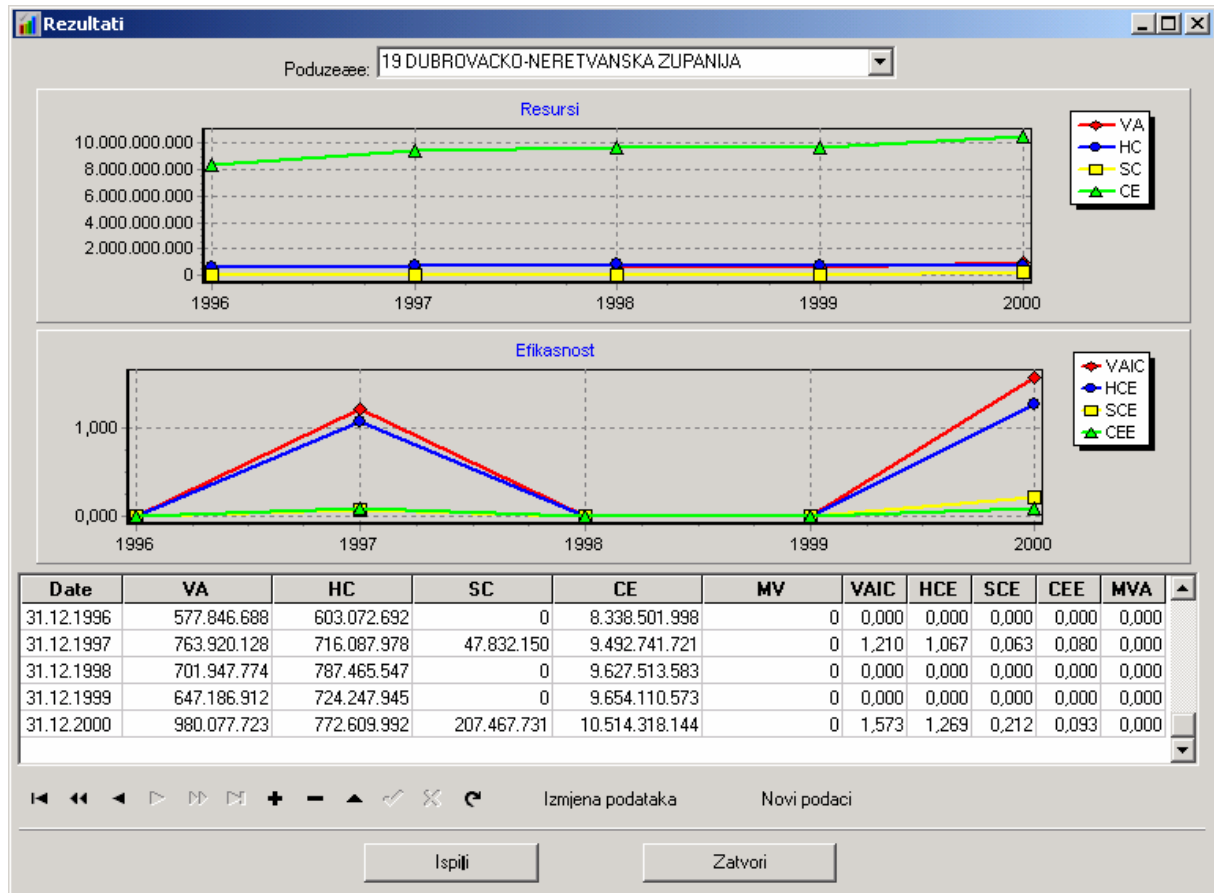 Rezultati
Poduzeæe: 19 DUBROVACKO-NERETVANSKA ZUPANIJA
Resursi
10.000.000.000
8.000.000.000
6.000.000.000
4.000.000.000
2.000.000.000
0
1996 1997 1998 1999 2000
VA
HC
SC
CE
Efikasnost
1,000
0,000
1996 1997 1998 1999 2000
VAIC
HCE
SCE
CEE
Date VA HC SC CE MV VAIC HCE SCE CEE MVA
31.12.1996 577.846.688 603.072.692 0 8.338.501.998 0 0,000 0,000 0,000 0,000 0,000
31.12.1997 763.920.128 716.087.978 47.832.150 9.492.741.721 0 1,210 1,067 0,063 0,080 0,000
31.12.1998 701.947.774 787.465.547 0 9.627.513.583 0 0,000 0,000 0,000 0,000 0,000
31.12.1999 647.186.912 724.247.945 0 9.654.110.573 0 0,000 0,000 0,000 0,000 0,000
31.12.2000 980.077.723 772.609.992 207.467.731 10.514.318.144 0 1,573 1,269 0,212 0,093 0,000
Izmjena podataka Novi podaci
Ispiši Zatvori